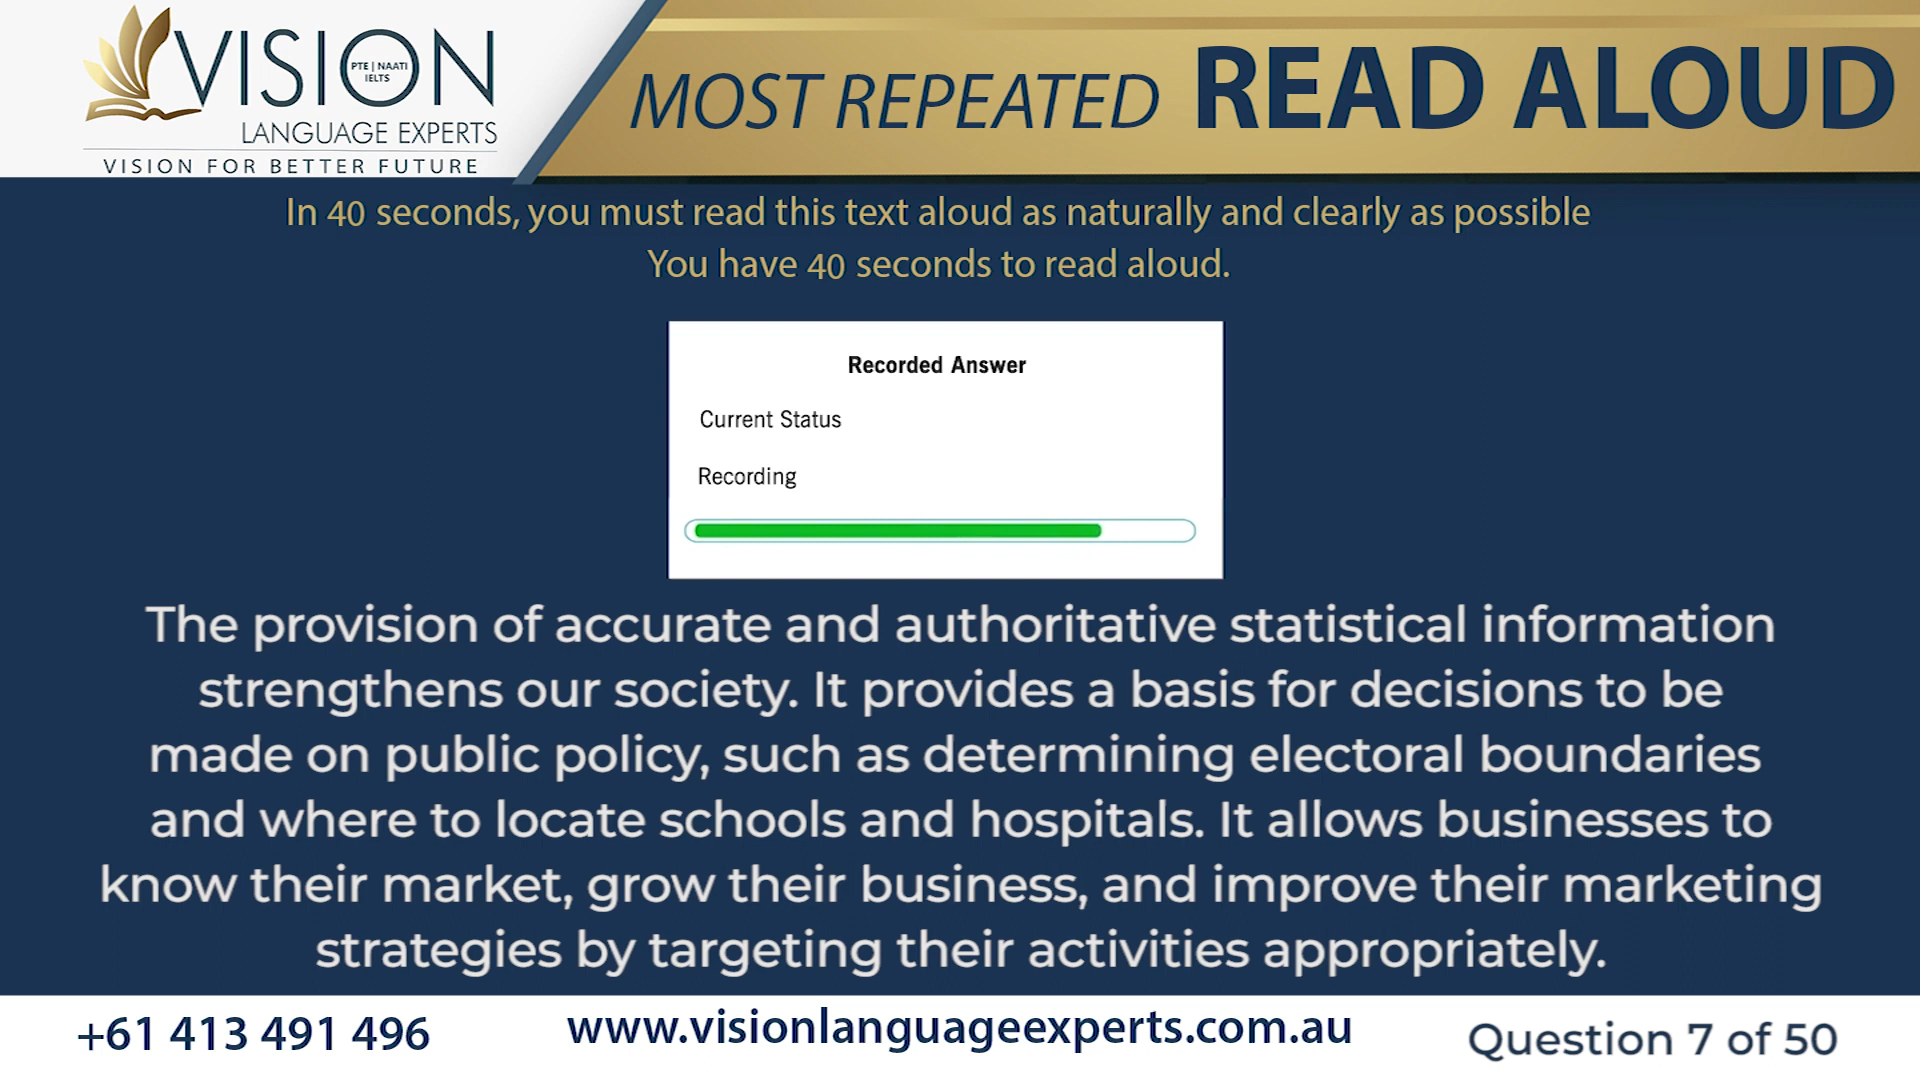 VISION
PTE | NAATI
IELTS
LANGUAGE EXPERTS
VISION FOR BETTER FUTURE
MOST REPEATED READ ALOUD
In 40 seconds, you must read this text aloud as naturally and clearly as possible
You have 40 seconds to read aloud.
Recorded Answer
Current Status
Recording
The provision of accurate and authoritative statistical information
strengthens our society. It provides a basis for decisions to be
made on public policy, such as determining electoral boundaries
and where to locate schools and hospitals. It allows businesses to
know their market, grow their business, and improve their marketing
strategies by targeting their activities appropriately.
+61 413 491 496
www.visionlanguageexperts.com.au
Question 7 of 50